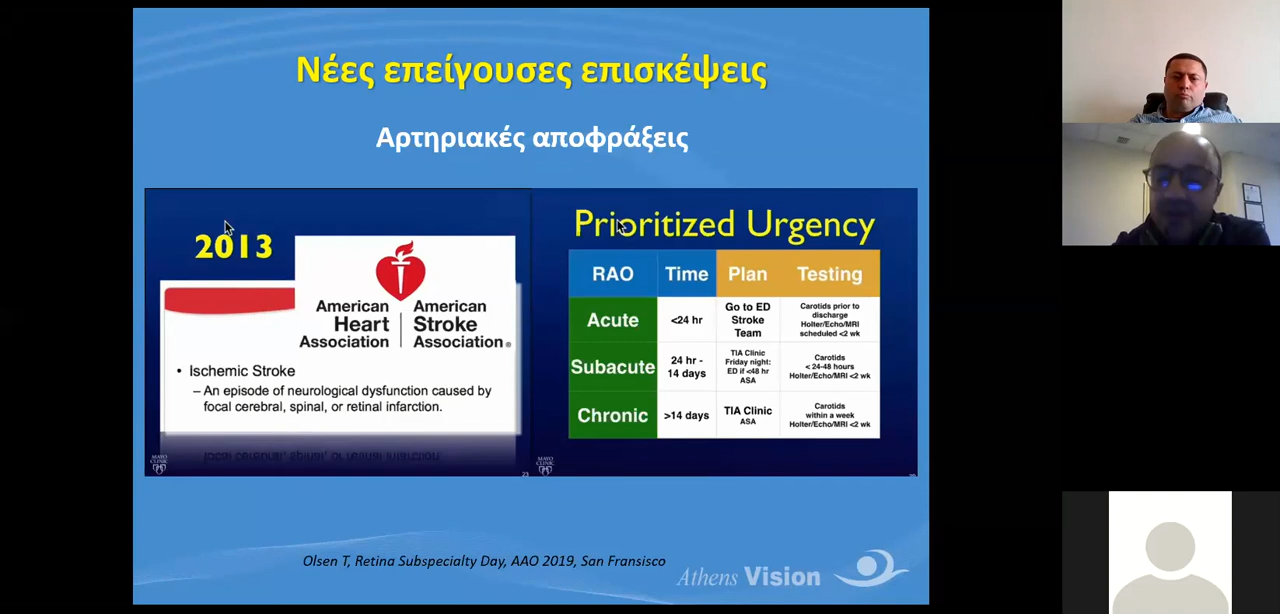 Νέες επείγουσες επισκέψεις
Αρτηριακές αποφράξεις
2013
American
Heart
Association
American
Stroke
Association®
• Ischemic Stroke
– An episode of neurological dysfunction caused by
focal cerebral, spinal, or retinal infarction.
MAYO
CLINIC
23
Prioritized Urgency
RAO Time Plan Testing
Acute
<24 hr
Go to ED
Stroke
Team
Carotids prior to
discharge
Holter/Echo/MRI
scheduled <2 wk
Subacute
24 hr -
14 days
TIA Clinic
Friday night:
ED if <48 hr
ASA
Carotids
< 24-48 hours
Holter/Echo/MRI <2 wk
Chronic
>14 days
TIA Clinic
ASA
Carotids
within a week
Holter/Echo/MRI <2 wk
MAYO
CLINIC
Olsen T, Retina Subspecialty Day, AAO 2019, San Fransisco
Athens Vision